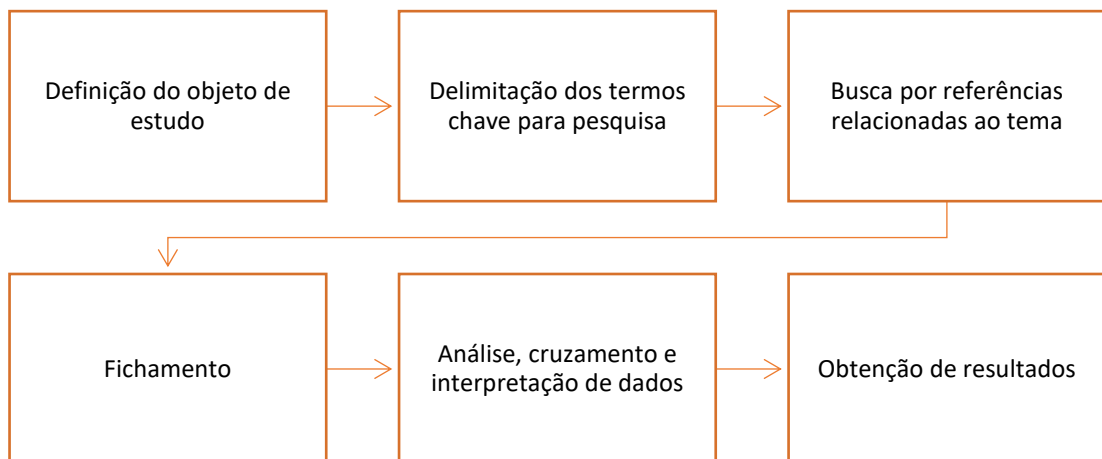 Definição do objeto de
estudo
Delimitação dos termos
chave para pesquisa
Busca por referências
relacionadas ao tema
Fichamento
Análise, cruzamento e
interpretação de dados
Obtenção de resultados